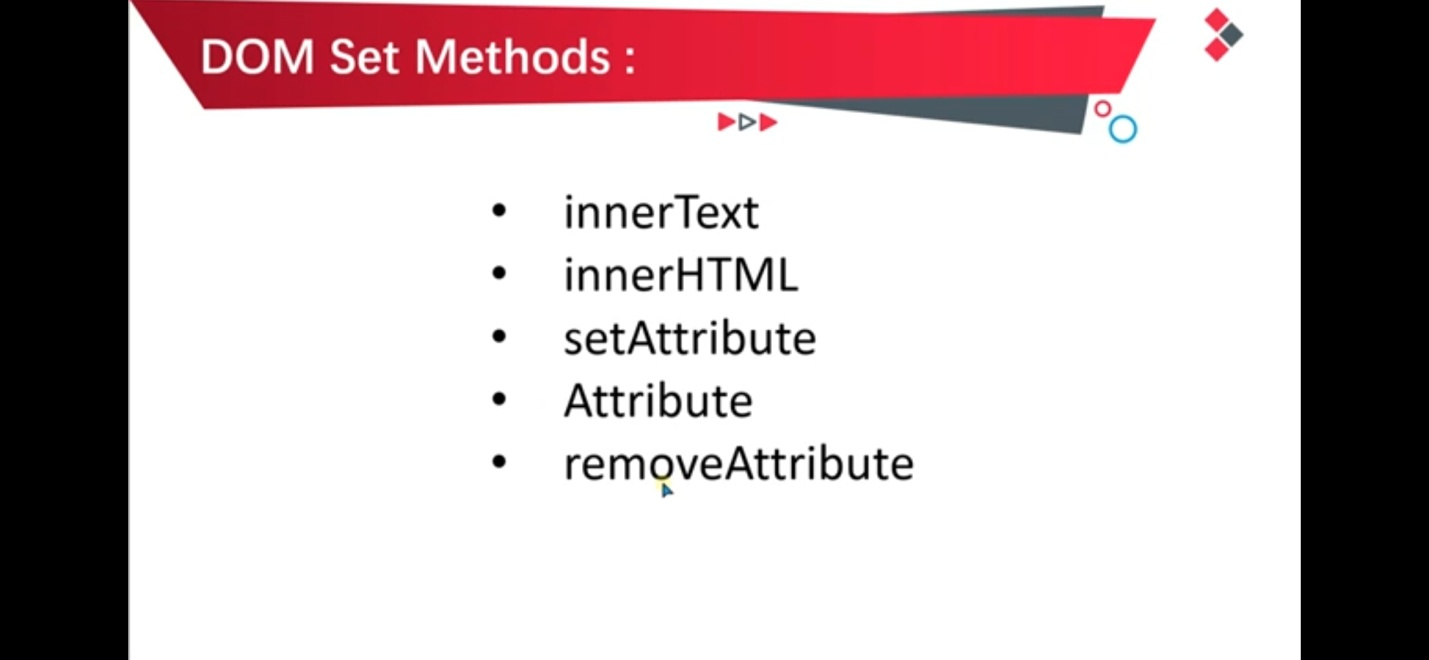 DOM Set Methods :
• innerText
• innerHTML
• setAttribute
• Attribute
• removeAttribute